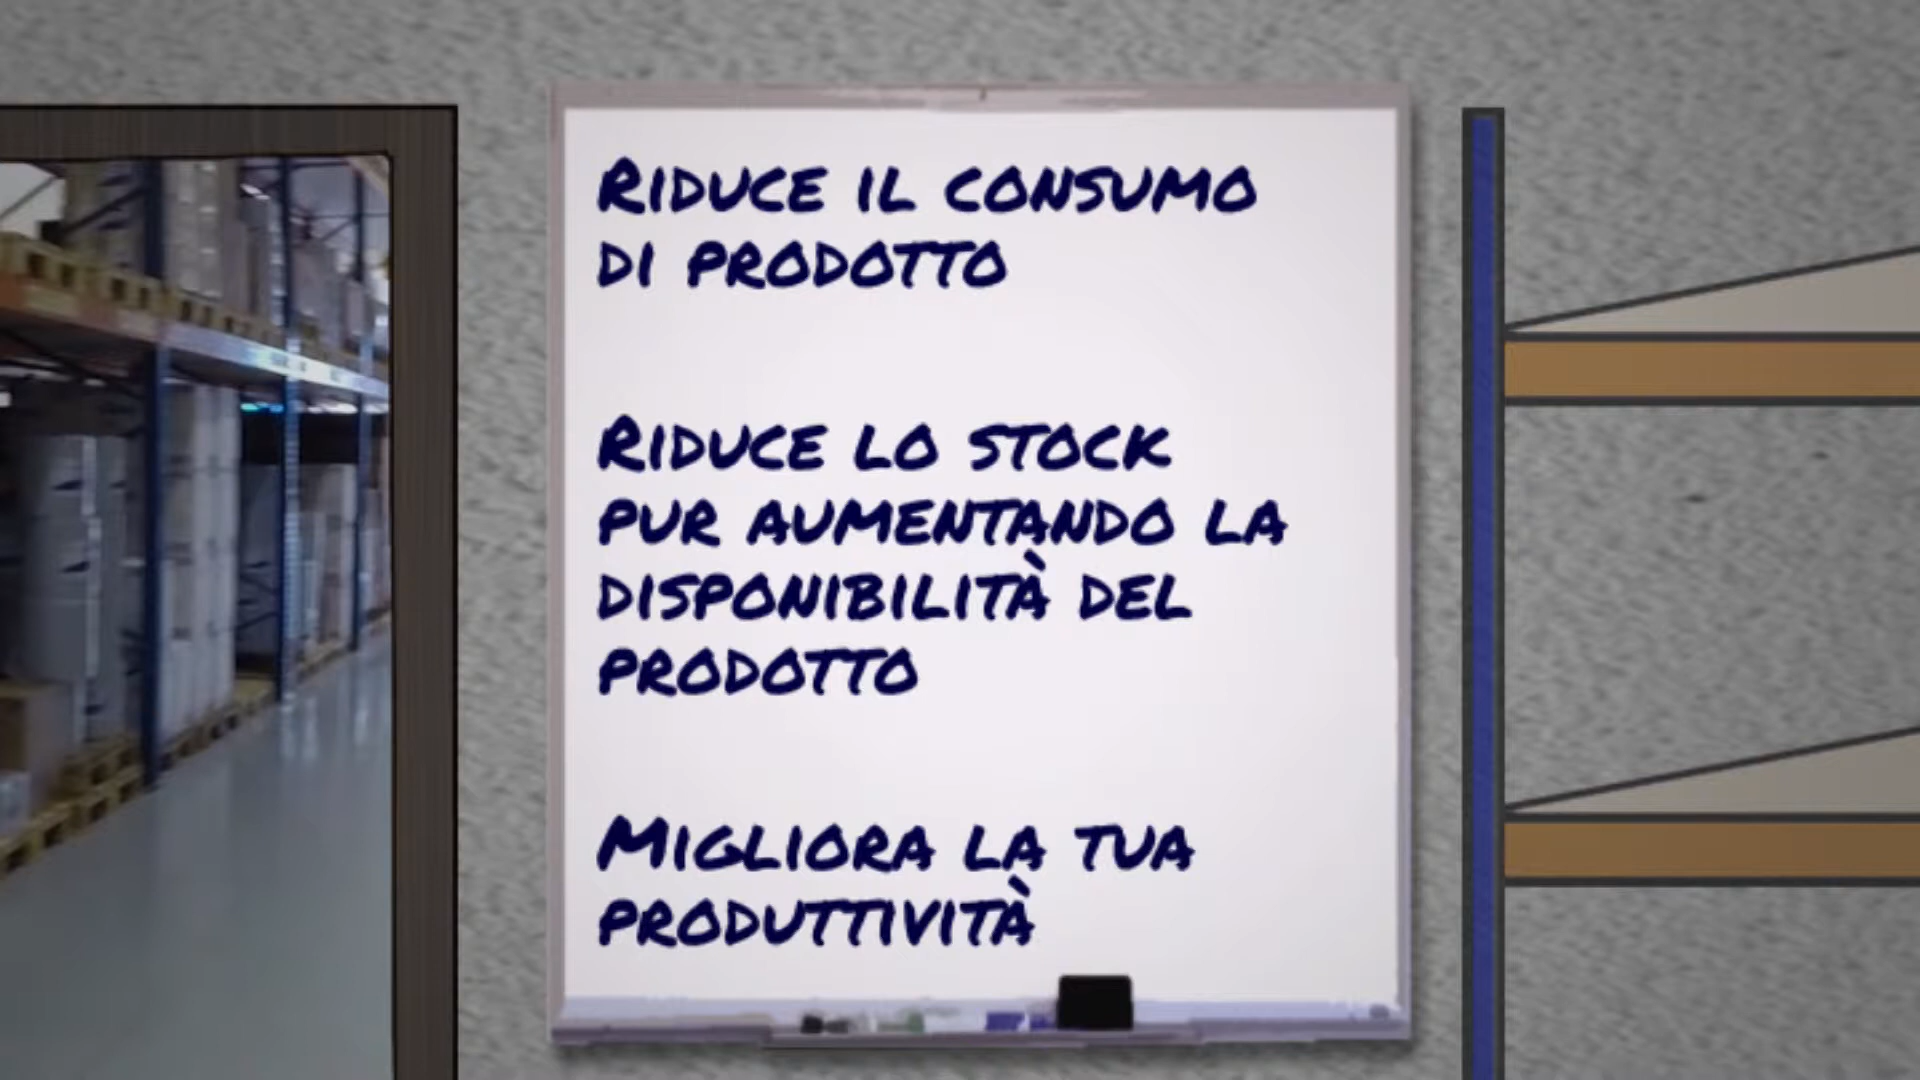 Riduce il consumo
di prodotto
Riduce lo stock
pur aumentando la
disponibilità del
prodotto
Migliora la tua
produttività